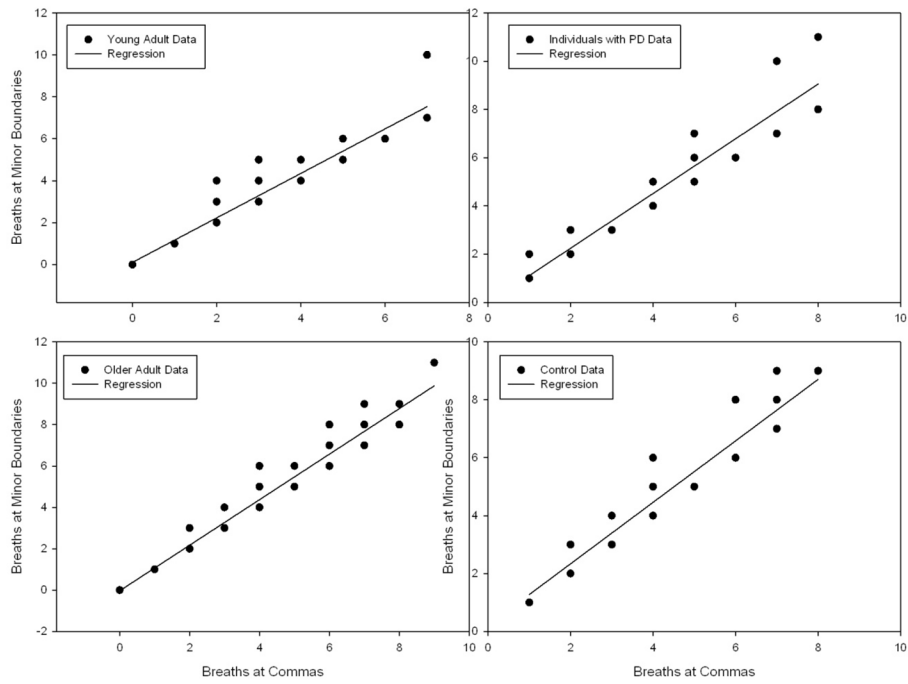 12
10
8
6
4
2
0
Breaths at Minor Boundaries
Young Adult Data
Regression
0 2 4 6 8
12
10
8
6
4
2
0
Individuals with PD Data
Regression
0 2 4 6 8 10
12
10
8
6
4
2
0
-2
Breaths at Minor Boundaries
Older Adult Data
Regression
0 2 4 6 8 10
Breaths at Commas
10
8
6
4
2
0
Breaths at Minor Boundaries
Control Data
Regression
0 2 4 6 8 10
Breaths at Commas